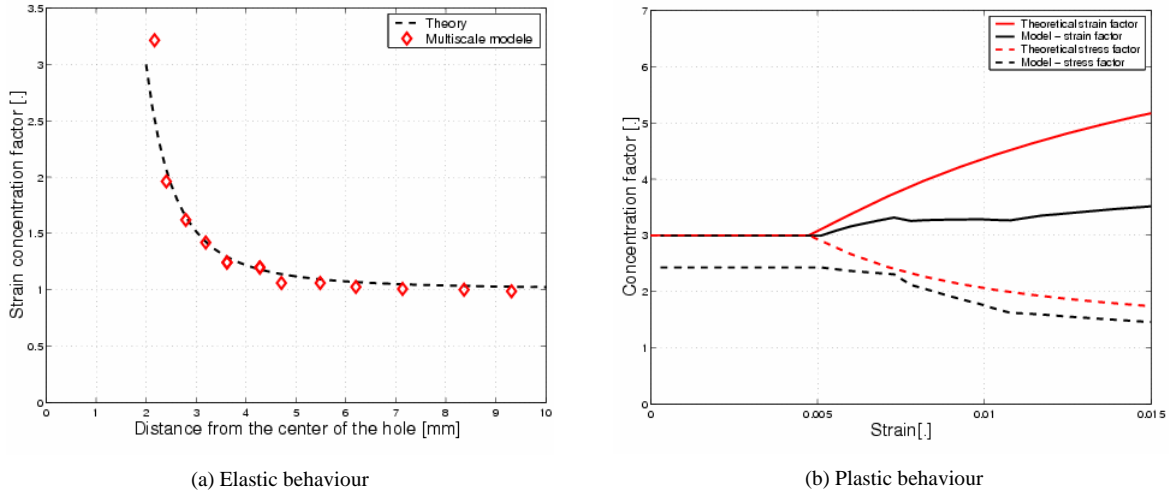 3.5
3
2.5
2
1.5
1
0.5
0
Strain concentration factor [.]
Theory
Multiscale modele
0 1 2 3 4 5 6 7 8 9 10
Distance from the center of the hole [mm]
(a) Elastic behaviour
7
6
5
4
3
2
1
Concentration factor [.]
Theoretical strain factor
Model – strain factor
Theoretical stress factor
Model – stress factor
0 0.005 0.01 0.015
Strain[.]
(b) Plastic behaviour